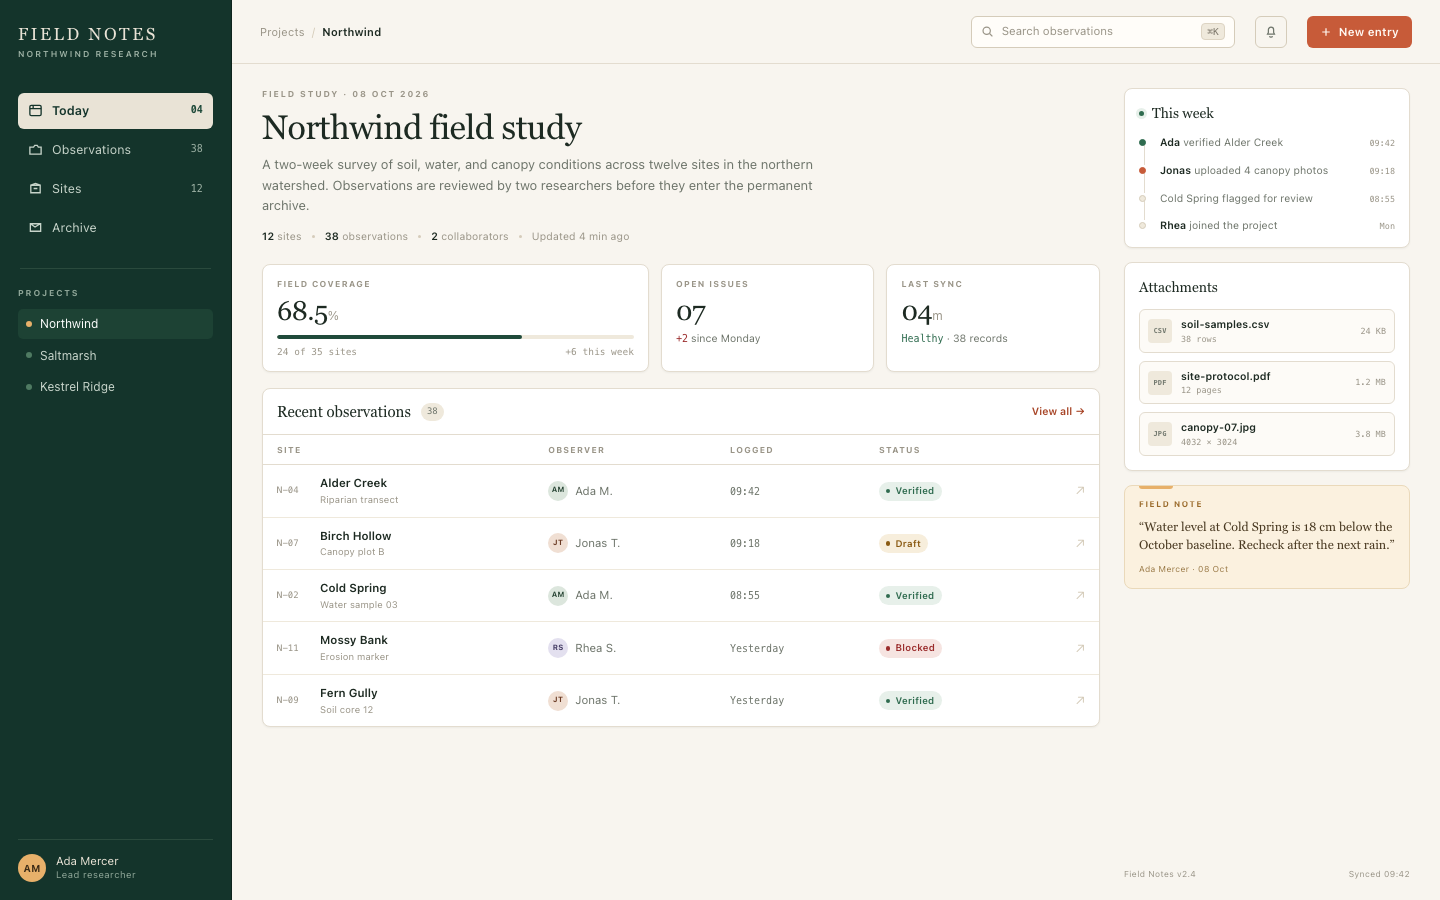 FIELD NOTES
NORTHWIND RESEARCH
Today 04
Observations 38
Sites 12
Archive
PROJECTS
Northwind
Saltmarsh
Kestrel Ridge
AM
Ada Mercer
Lead researcher
Projects / Northwind
Search observations ⌘K
+ New entry
FIELD STUDY · 08 OCT 2026
Northwind field study
A two-week survey of soil, water, and canopy conditions across twelve sites in the northern
watershed. Observations are reviewed by two researchers before they enter the permanent
archive.
12 sites • 38 observations • 2 collaborators • Updated 4 min ago
FIELD COVERAGE
68.5%
24 of 35 sites +6 this week
OPEN ISSUES
07
+2 since Monday
LAST SYNC
04m
Healthy · 38 records
Recent observations 38
View all →
SITE OBSERVER LOGGED STATUS
N–04 Alder Creek AM Ada M. 09:42 Verified
Riparian transect
N–07 Birch Hollow JT Jonas T. 09:18 Draft
Canopy plot B
N–02 Cold Spring AM Ada M. 08:55 Verified
Water sample 03
N–11 Mossy Bank RS Rhea S. Yesterday Blocked
Erosion marker
N–09 Fern Gully JT Jonas T. Yesterday Verified
Soil core 12
This week
Ada verified Alder Creek 09:42
Jonas uploaded 4 canopy photos 09:18
Cold Spring flagged for review 08:55
Rhea joined the project Mon
Attachments
CSV soil-samples.csv 24 KB
38 rows
PDF site-protocol.pdf 1.2 MB
12 pages
JPG canopy-07.jpg 3.8 MB
4032 × 3024
FIELD NOTE
“Water level at Cold Spring is 18 cm below the
October baseline. Recheck after the next rain.”
Ada Mercer · 08 Oct
Field Notes v2.4 Synced 09:42